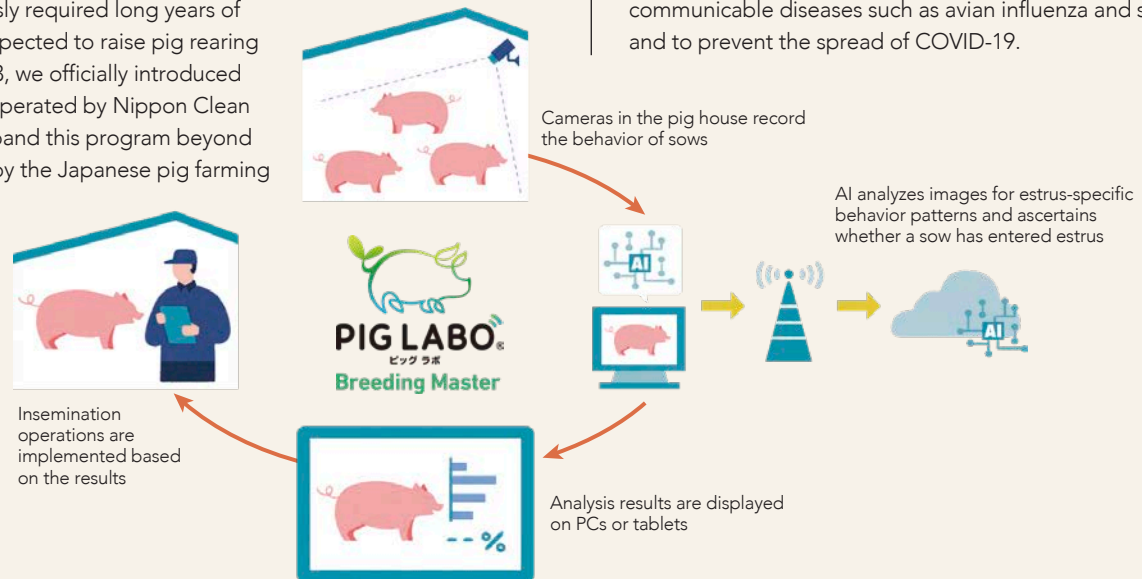 sly required long years of
pected to raise pig rearing
, we officially introduced
perated by Nippon Clean
and this program beyond
by the Japanese pig farming
communicable diseases such as avian influenza and s
and to prevent the spread of COVID-19.
Cameras in the pig house record
the behavior of sows
AI analyzes images for estrus-specific
behavior patterns and ascertains
whether a sow has entered estrus
AI
AI
PIG LABO®
ピッグ ラボ
Breeding Master
Insemination
operations are
implemented based
on the results
%
Analysis results are displayed
on PCs or tablets